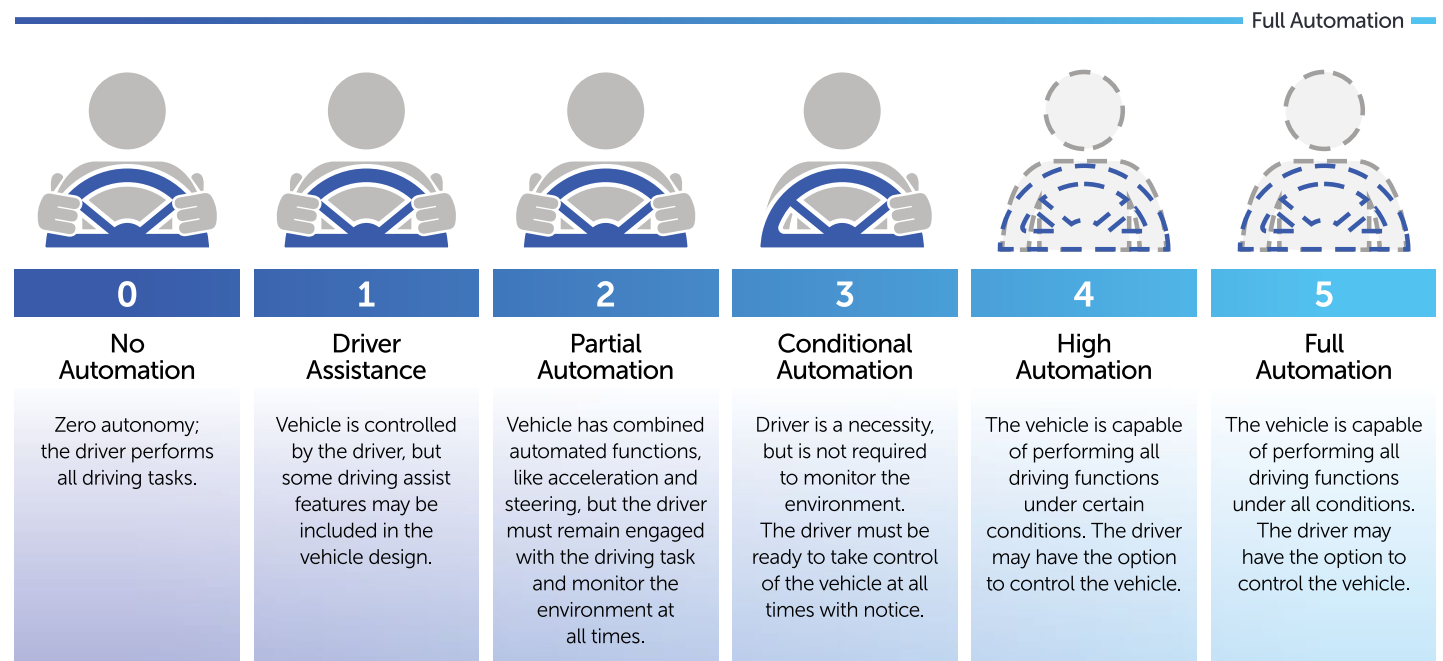 Full Automation
0
No
Automation
Zero autonomy;
the driver performs
all driving tasks.
1
Driver
Assistance
Vehicle is controlled
by the driver, but
some driving assist
features may be
included in the
vehicle design.
2
Partial
Automation
Vehicle has combined
automated functions,
like acceleration and
steering, but the driver
must remain engaged
with the driving task
and monitor the
environment at
all times.
3
Conditional
Automation
Driver is a necessity,
but is not required
to monitor the
environment.
The driver must be
ready to take control
of the vehicle at all
times with notice.
4
High
Automation
The vehicle is capable
of performing all
driving functions
under certain
conditions. The driver
may have the option
to control the vehicle.
5
Full
Automation
The vehicle is capable
of performing all
driving functions
under all conditions.
The driver may
have the option to
control the vehicle.